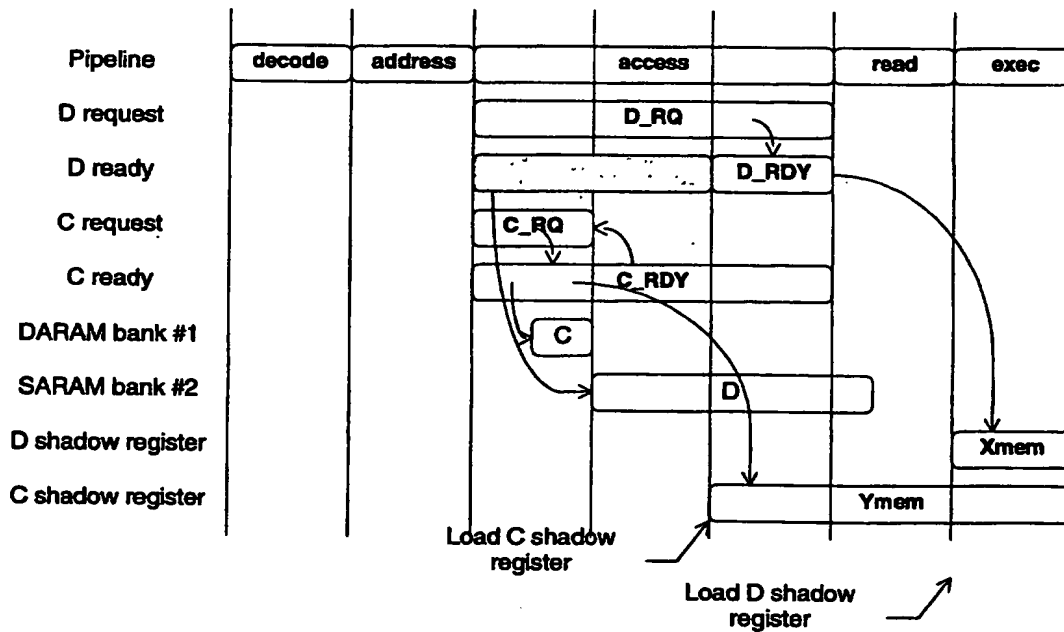 Pipeline decode address access read exec
D request D_RQ
D ready D_RDY
C request C_RQ
C ready C_RDY
DARAM bank #1 C
SARAM bank #2 D
D shadow register Xmem
C shadow register Ymem
Load C shadow
register
Load D shadow
register